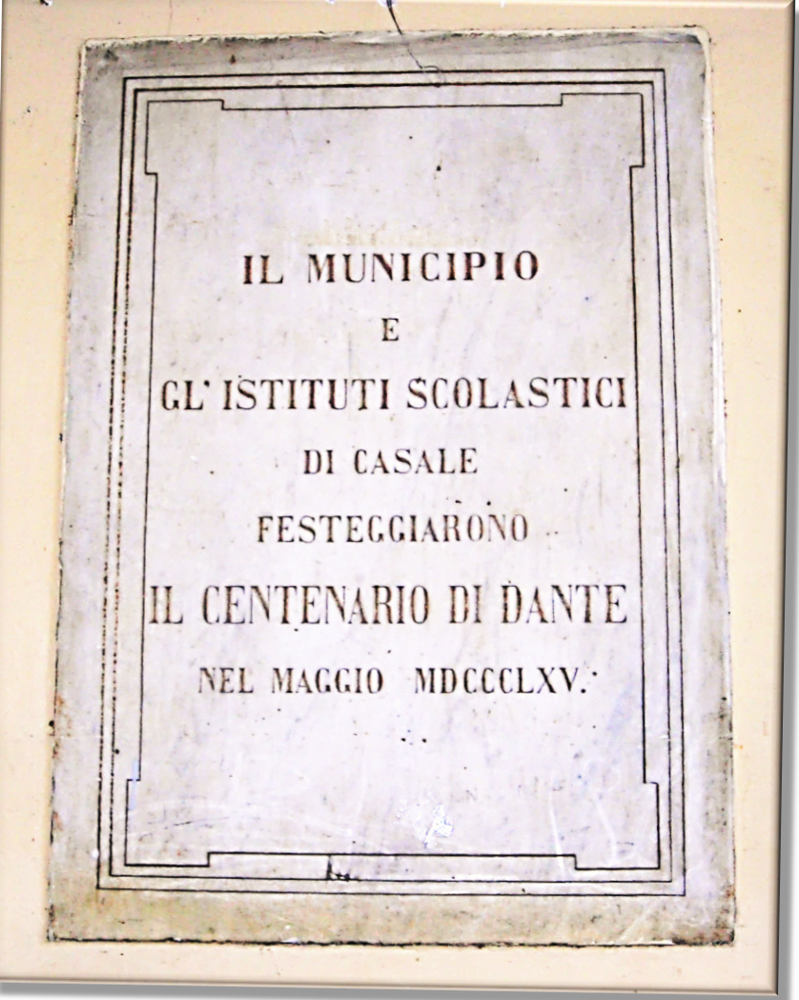 IL MUNICIPIO
E
GL' ISTITUTI SCOLASTICI
DI CASALE
FESTEGGIARONO
IL CENTENARIO DI DANTE
NEL MAGGIO MDCCCLXV.